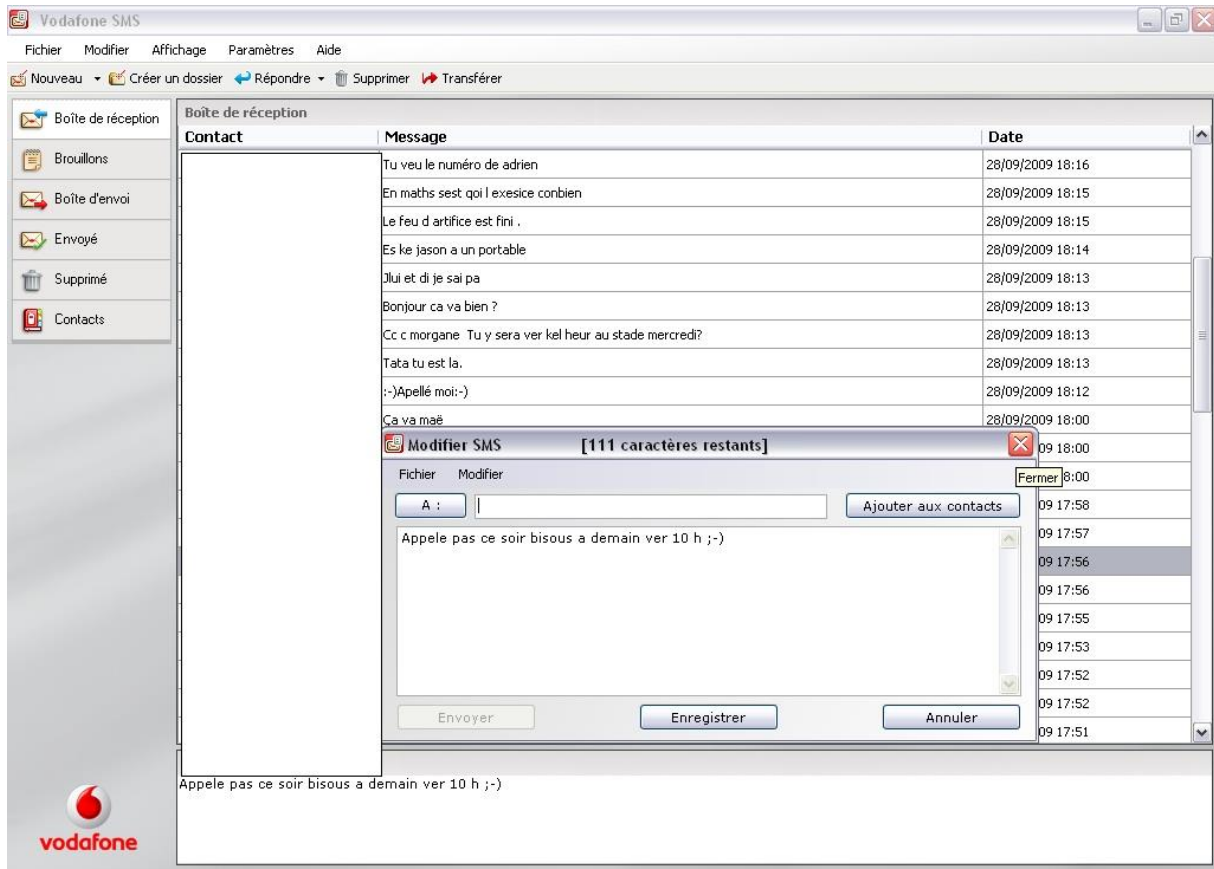 Vodafone SMS
Fichier Modifier Affichage Paramètres Aide
Nouveau Créer un dossier Répondre Supprimer Transférer
Boîte de réception
Brouillons
Boîte d'envoi
Envoyé
Supprimé
Contacts
Boîte de réception
Contact Message Date
Tu veu le numéro de adrien 28/09/2009 18:16
En maths sest qoi l exesice conbien 28/09/2009 18:15
Le feu d artifice est fini . 28/09/2009 18:15
Es ke jason a un portable 28/09/2009 18:14
Jlui et di je sai pa 28/09/2009 18:13
Bonjour ca va bien ? 28/09/2009 18:13
Cc c morgane Tu y sera ver kel heur au stade mercredi? 28/09/2009 18:13
Tata tu est la. 28/09/2009 18:13
:-)Apellé moi:-) 28/09/2009 18:12
Ça va maë 28/09/2009 18:00
09 18:00
8:00
09 17:58
09 17:57
09 17:56
09 17:56
09 17:55
09 17:53
09 17:52
09 17:52
09 17:51
Modifier SMS [111 caractères restants]
Fermer
Fichier Modifier
A : Ajouter aux contacts
Appele pas ce soir bisous a demain ver 10 h ;-)
Envoyer Enregistrer Annuler
Appele pas ce soir bisous a demain ver 10 h ;-)
vodafone